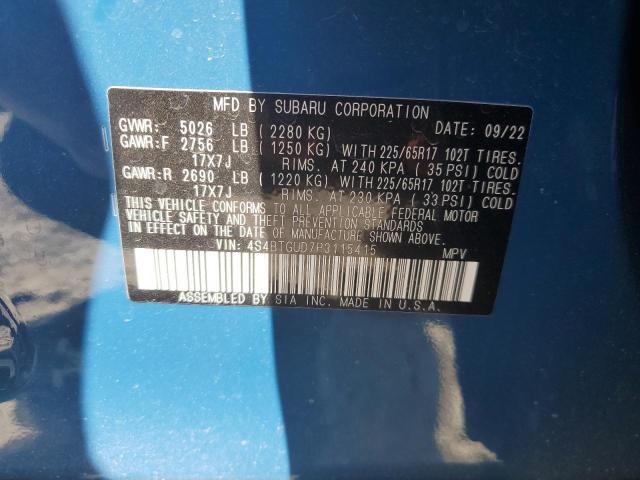 MFD BY SUBARU CORPORATION
GVWR: 5026 LB ( 2280 KG) DATE: 09/22
GAWR:F 2756 LB ( 1250 KG) WITH 225/65R17 102T TIRES.
17X7J RIMS. AT 240 KPA ( 35 PSI) COLD
GAWR:R 2690 LB ( 1220 KG) WITH 225/65R17 102T TIRES.
17X7J RIMS. AT 230 KPA ( 33 PSI) COLD
THIS VEHICLE CONFORMS TO ALL APPLICABLE FEDERAL MOTOR
VEHICLE SAFETY AND THEFT PREVENTION STANDARDS
IN EFFECT ON THE DATE OF MANUFACTURE SHOWN ABOVE.
VIN: 4S4BTGUD7P3115415 MPV
ASSEMBLED BY SIA INC. MADE IN U.S.A.